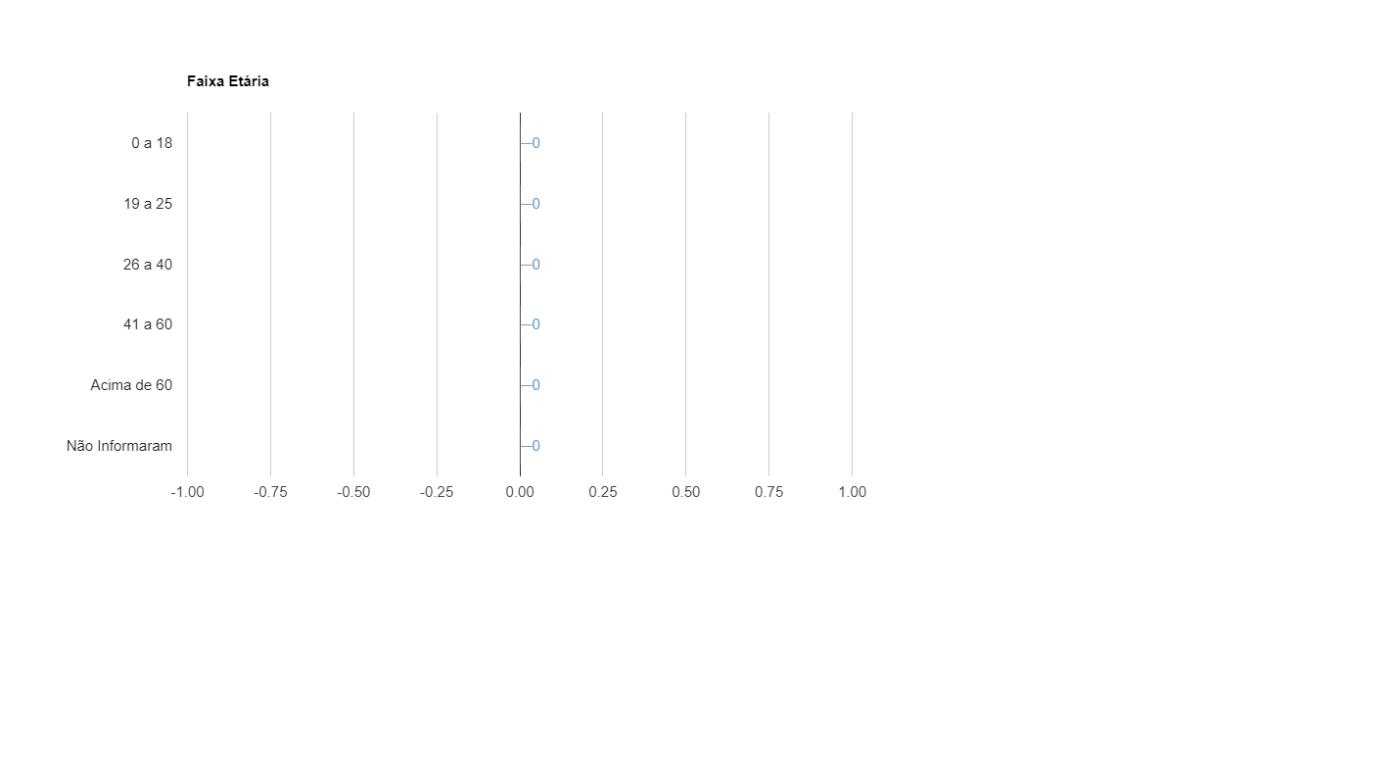 Faixa Etária
0 a 18
0
19 a 25
0
26 a 40
0
41 a 60
0
Acima de 60
0
Não Informaram
0
-1.00 -0.75 -0.50 -0.25 0.00 0.25 0.50 0.75 1.00